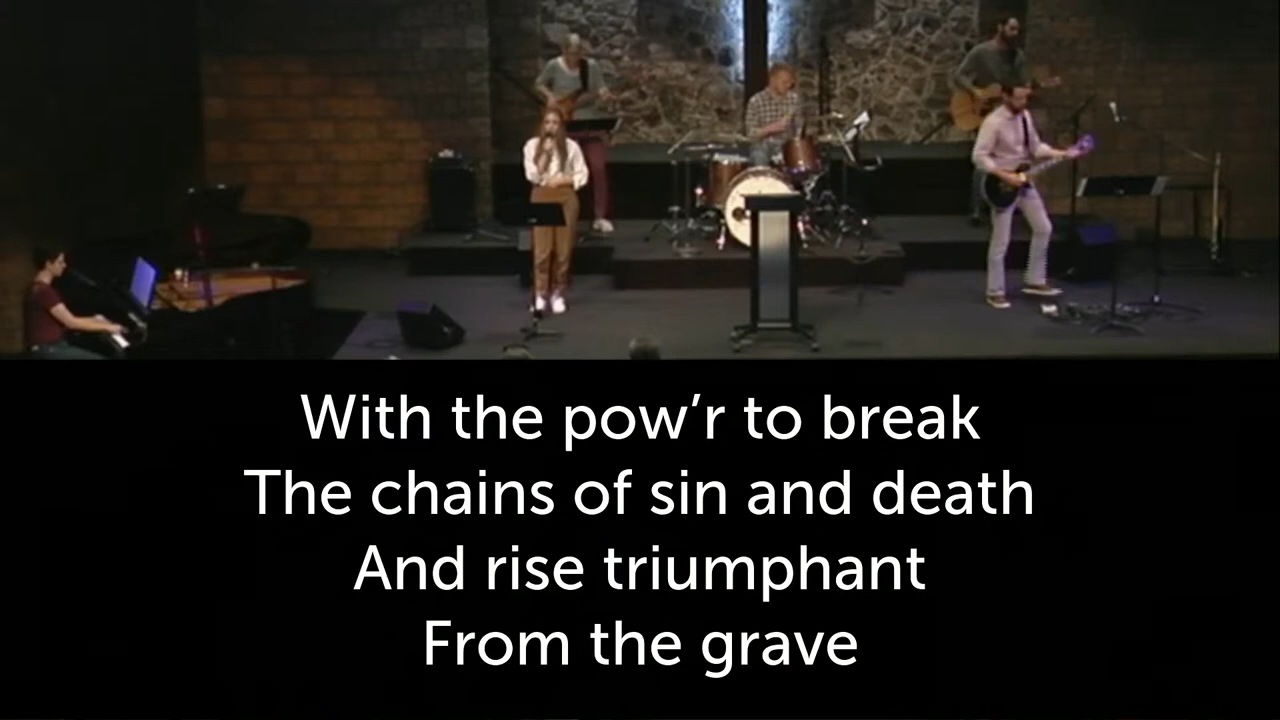 With the pow’r to break
The chains of sin and death
And rise triumphant
From the grave